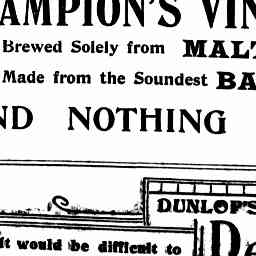 AMPION'S VIN
Brewed Solely from MALT
Made from the Soundest BA
ND NOTHING
DUNLOP'S
It would be difficult to